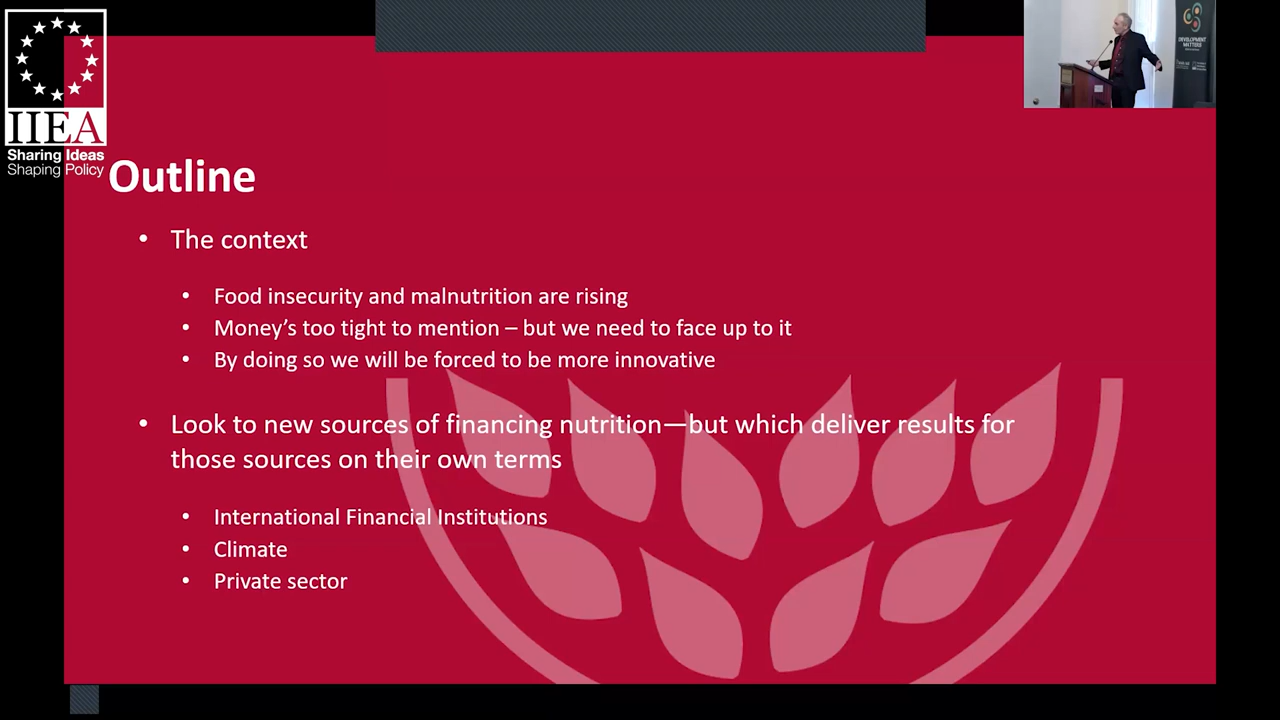 IIEA
Sharing Ideas
Shaping Policy
DEVELOPMENT
MATTERS
Outline
• The context
• Food insecurity and malnutrition are rising
• Money's too tight to mention – but we need to face up to it
• By doing so we will be forced to be more innovative
• Look to new sources of financing nutrition—but which deliver results for
those sources on their own terms
• International Financial Institutions
• Climate
• Private sector